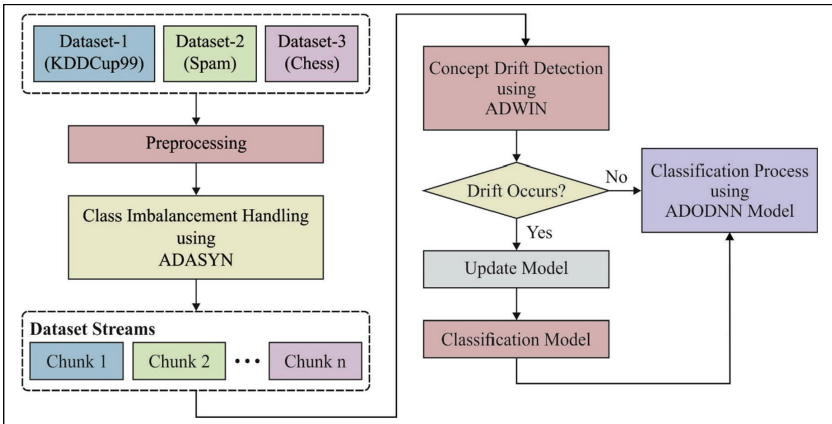 Dataset-1
(KDDCup99)
Dataset-2
(Spam)
Dataset-3
(Chess)
Preprocessing
Class Imbalancement Handling
using
ADASYN
Dataset Streams
Chunk 1
Chunk 2
•••
Chunk n
Concept Drift Detection
using
ADWIN
Drift Occurs?
No
Yes
Classification Process
using
ADODNN Model
Update Model
Classification Model